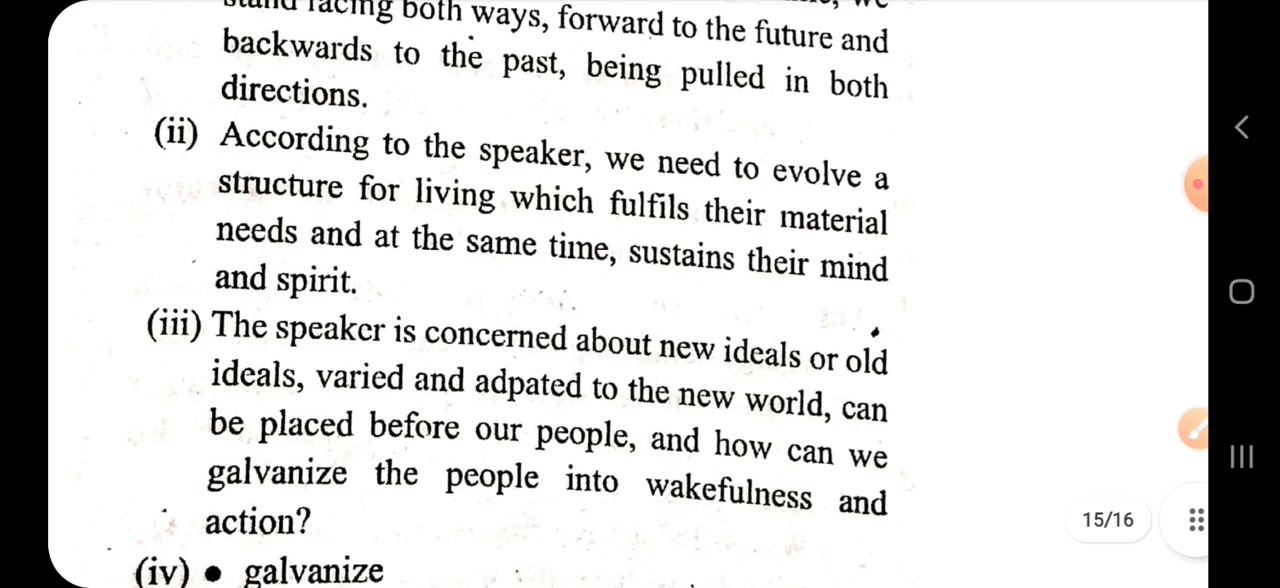 stand facing both ways, forward to the future and
backwards to the past, being pulled in both
directions.
(ii) According to the speaker, we need to evolve a
structure for living which fulfils their material
needs and at the same time, sustains their mind
and spirit.
(iii) The speaker is concerned about new ideals or old
ideals, varied and adpated to the new world, can
be placed before our people, and how can we
galvanize the people into wakefulness and
action?
(iv) • galvanize
15/16